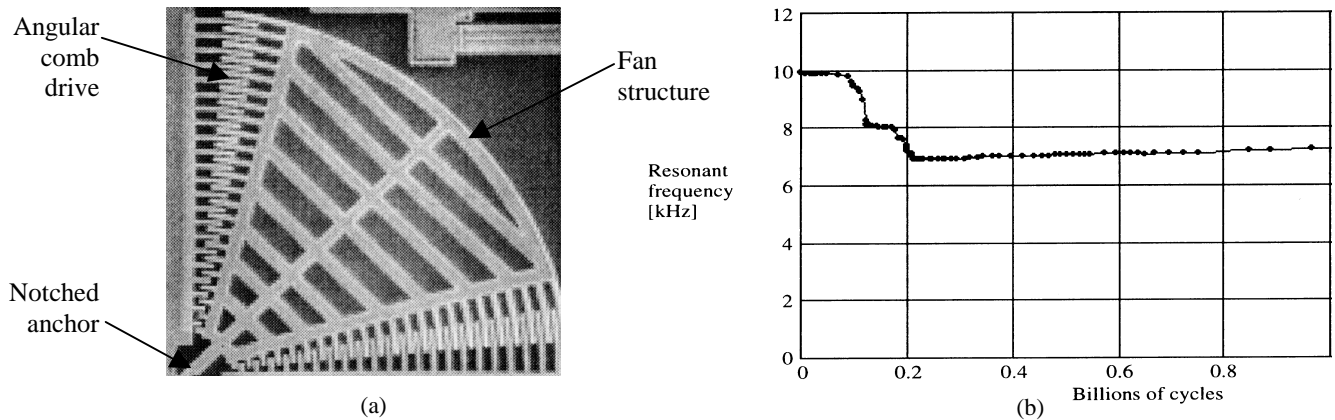 Angular
comb
drive
Fan
structure
Notched
anchor
(a)
12
10
8
6
4
2
0
Resonant
frequency
[kHz]
0
0.2
0.4
0.6
0.8
Billions of cycles
(b)